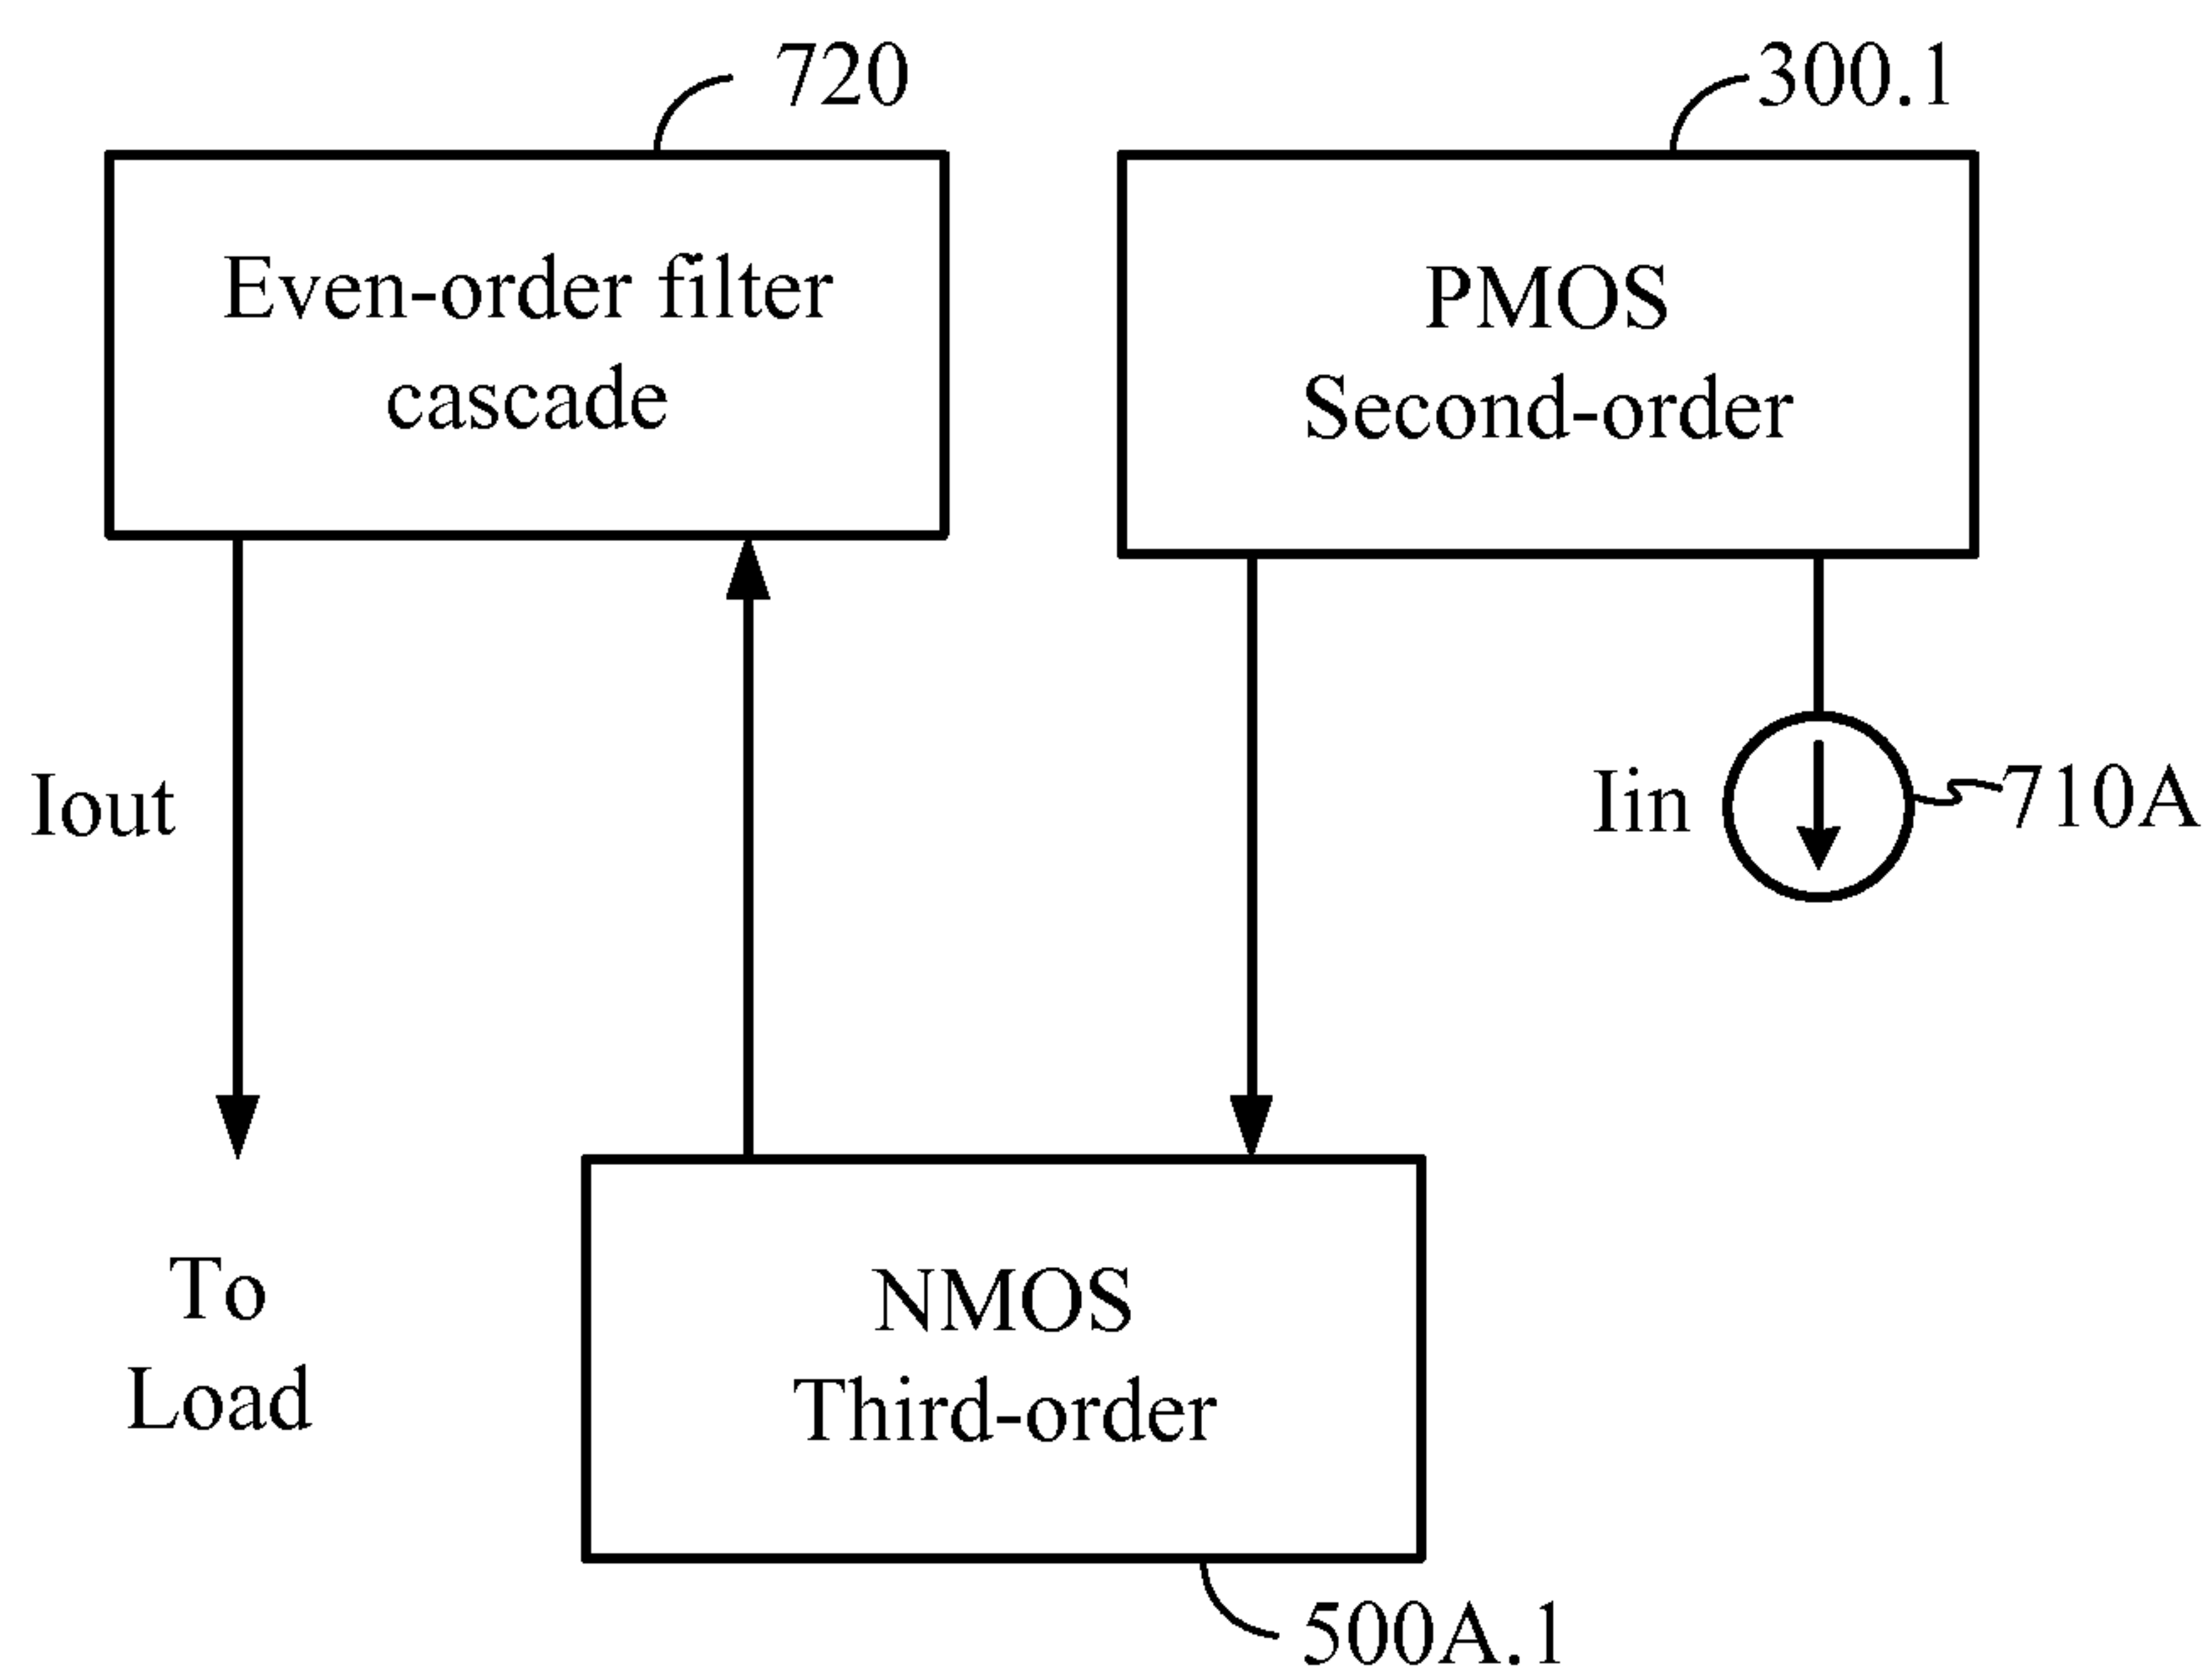 720
300.1
Even-order filter
cascade
PMOS
Second-order
Iout
Iin
710A
To
Load
NMOS
Third-order
500A.1